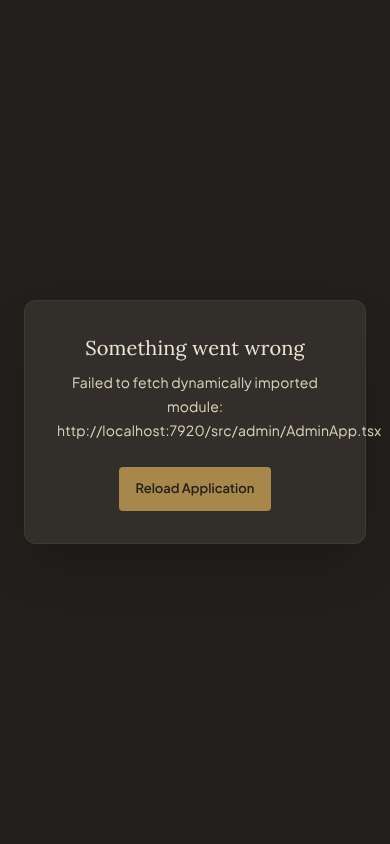 Something went wrong
Failed to fetch dynamically imported
module:
http://localhost:7920/src/admin/AdminApp.tsx
Reload Application